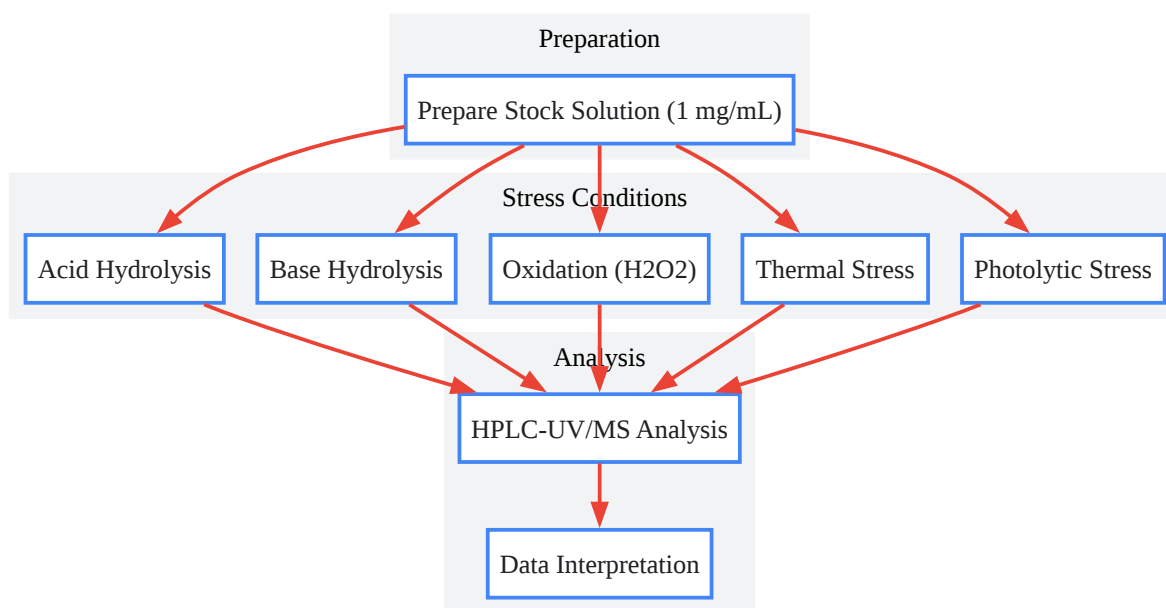 Preparation
Prepare Stock Solution (1 mg/mL)
Stress Conditions
Acid Hydrolysis
Base Hydrolysis
Oxidation (H2O2)
Thermal Stress
Photolytic Stress
Analysis
HPLC-UV/MS Analysis
Data Interpretation